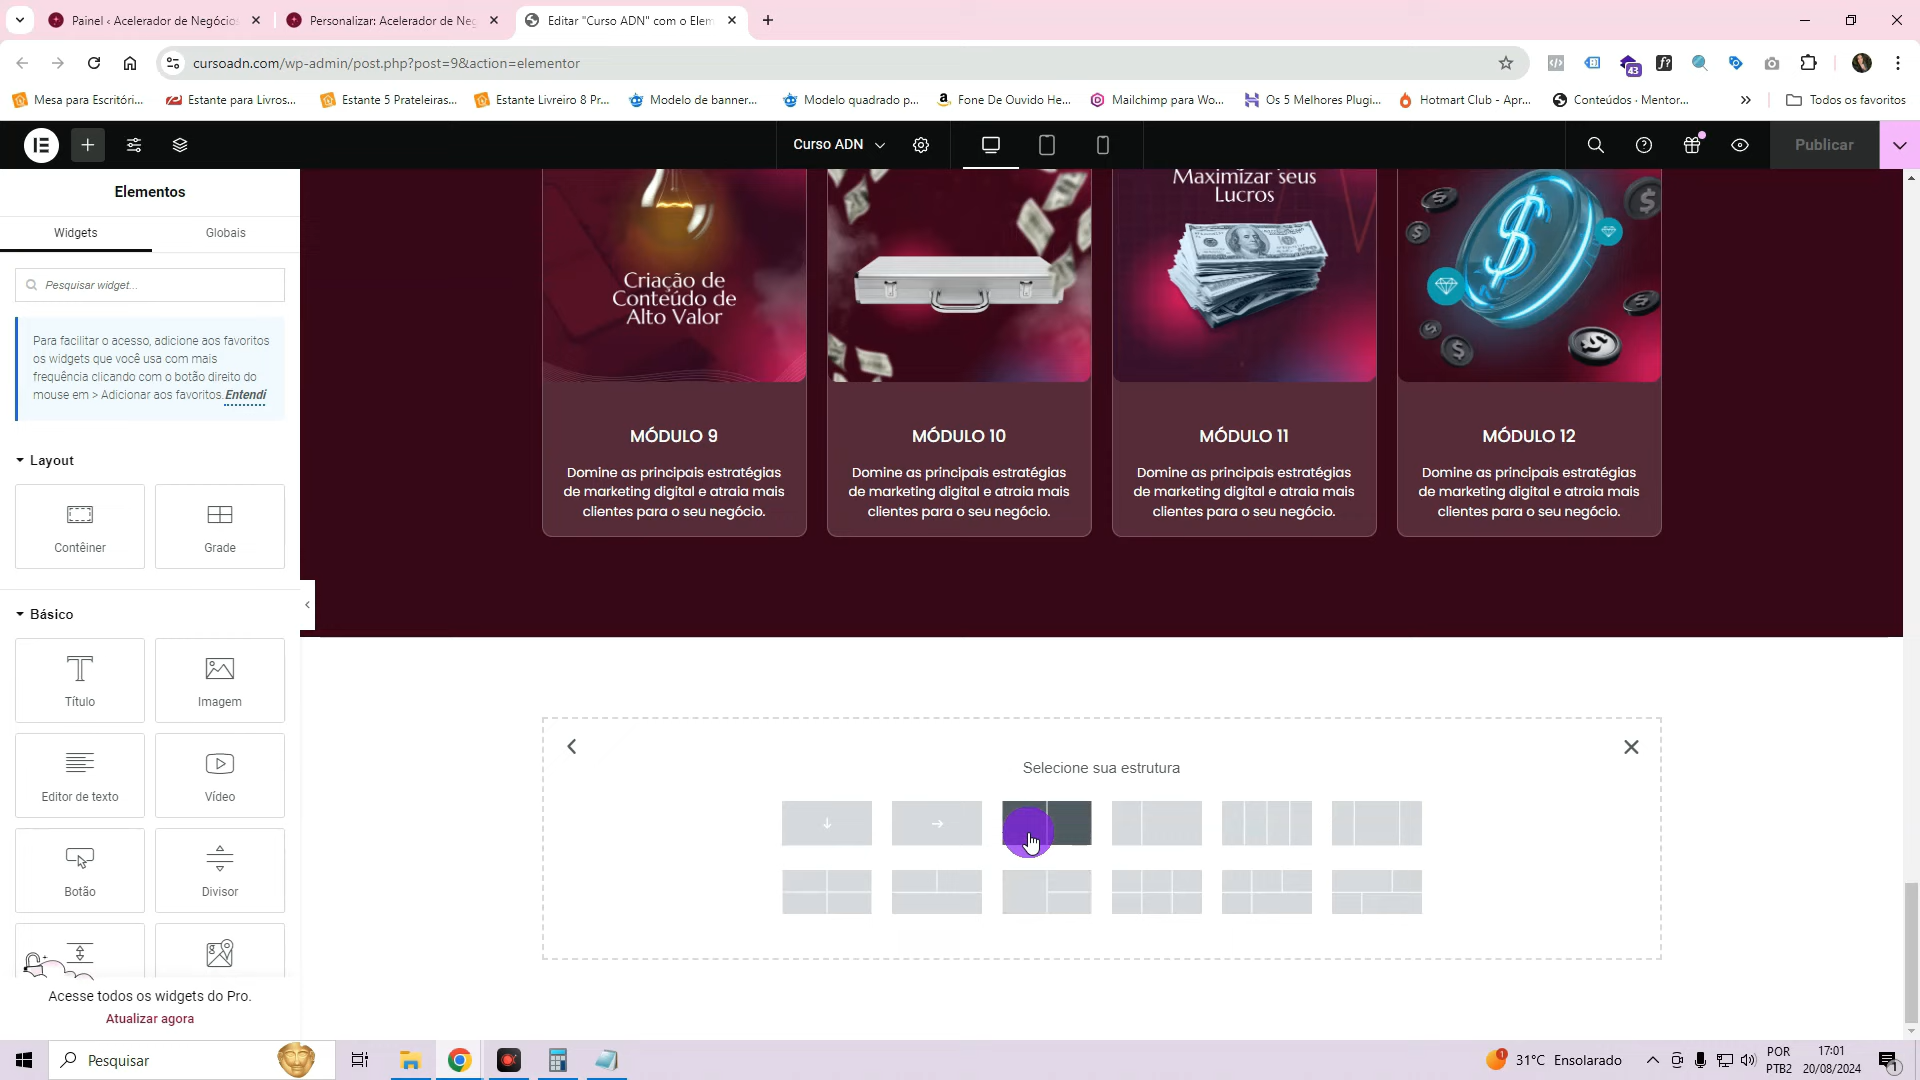 Painel ‹ Acelerador de Negócios
Personalizar: Acelerador de Neg
Editar "Curso ADN" com o Elem
cursoadn.com/wp-admin/post.php?post=9&action=elementor
43
f?
Mesa para Escritóri...
Estante para Livros...
Estante 5 Prateleiras...
Estante Livreiro 8 Pr...
Modelo de banner...
Modelo quadrado p...
Fone De Ouvido He...
Mailchimp para Wo...
Os 5 Melhores Plugi...
Hotmart Club - Apr...
Conteúdos · Mentor...
Todos os favoritos
Curso ADN
Publicar
Elementos
Widgets
Globais
Pesquisar widget...
Para facilitar o acesso, adicione aos favoritos
os widgets que você usa com mais
frequência clicando com o botão direito do
mouse em > Adicionar aos favoritos. Entendi
Layout
Contêiner
Grade
Básico
Título
Imagem
Editor de texto
Vídeo
Botão
Divisor
Acesse todos os widgets do Pro.
Atualizar agora
Criação de
Conteúdo de
Alto Valor
Maximizar seus
Lucros
MÓDULO 9
Domine as principais estratégias
de marketing digital e atraia mais
clientes para o seu negócio.
MÓDULO 10
Domine as principais estratégias
de marketing digital e atraia mais
clientes para o seu negócio.
MÓDULO 11
Domine as principais estratégias
de marketing digital e atraia mais
clientes para o seu negócio.
MÓDULO 12
Domine as principais estratégias
de marketing digital e atraia mais
clientes para o seu negócio.
Selecione sua estrutura
Pesquisar
1
31°C Ensolarado
POR
PTB2
17:01
20/08/2024
1